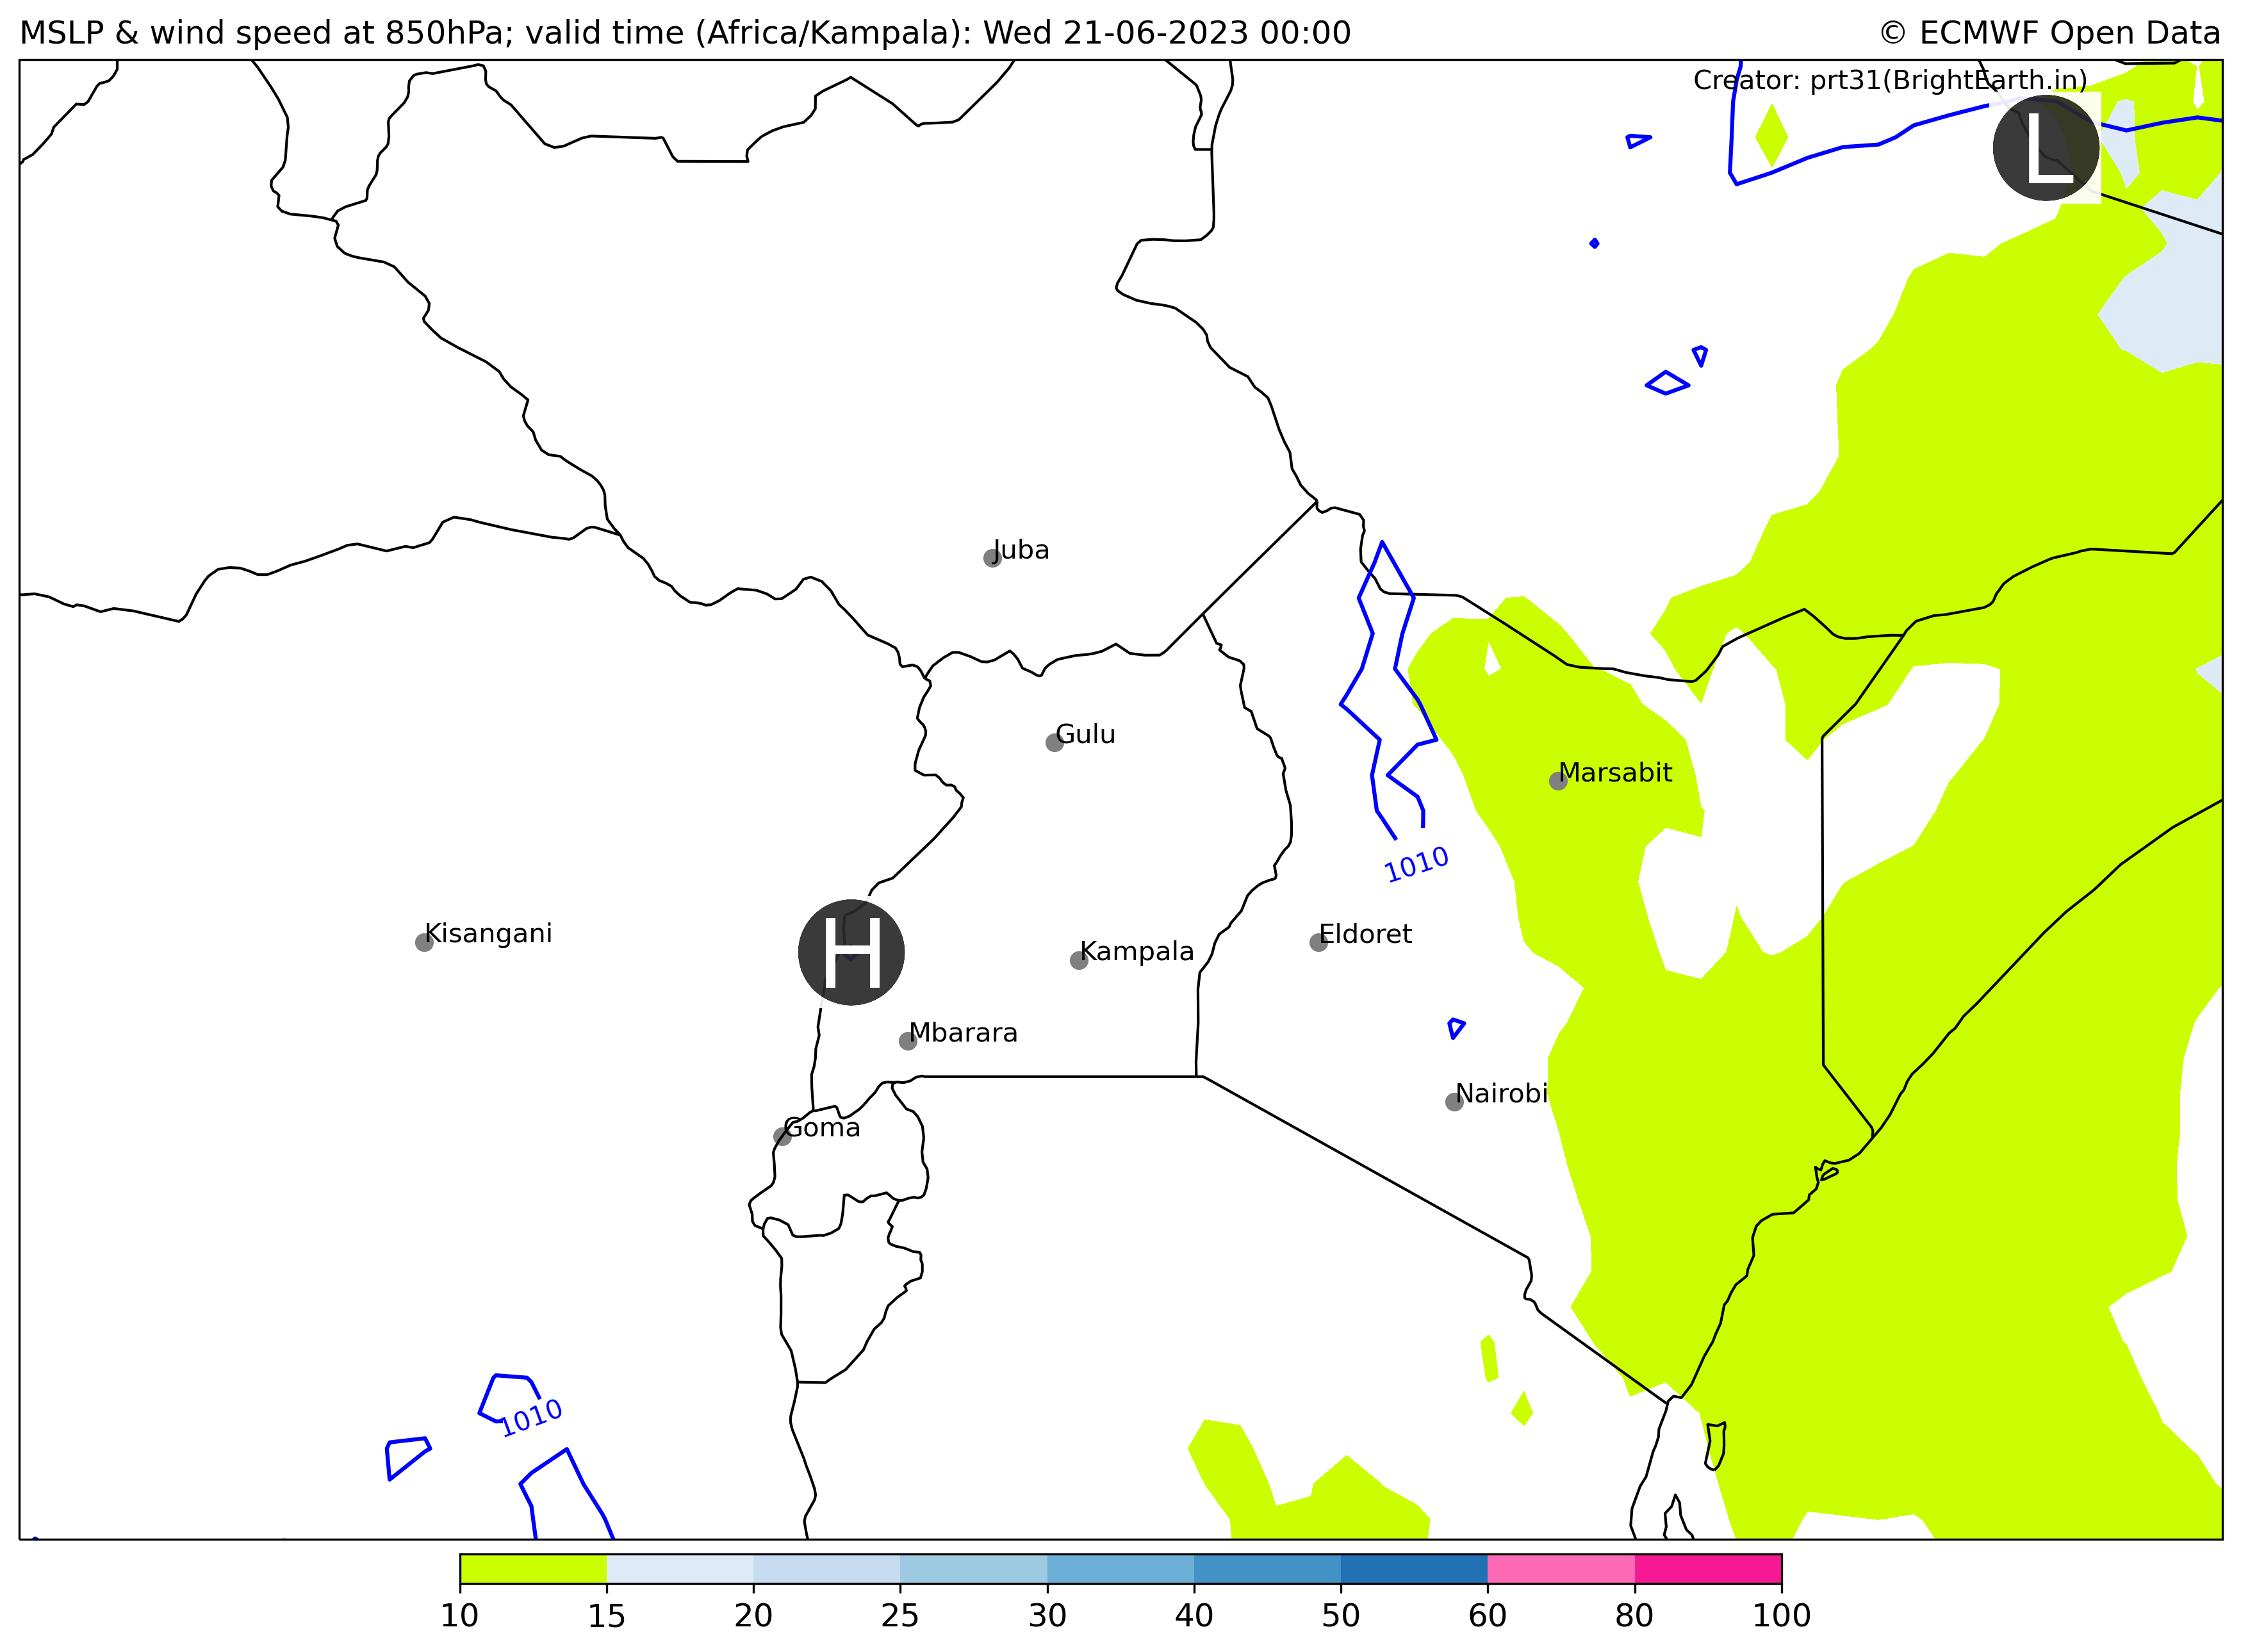 MSLP & wind speed at 850hPa; valid time (Africa/Kampala): Wed 21-06-2023 00:00
© ECMWF Open Data
Creator: prt31(BrightEarth.in)
L
Juba
Gulu
Marsabit
1010
Kisangani
H
Kampala
Eldoret
Mbarara
Nairobi
Goma
1010
10 15 20 25 30 40 50 60 80 100